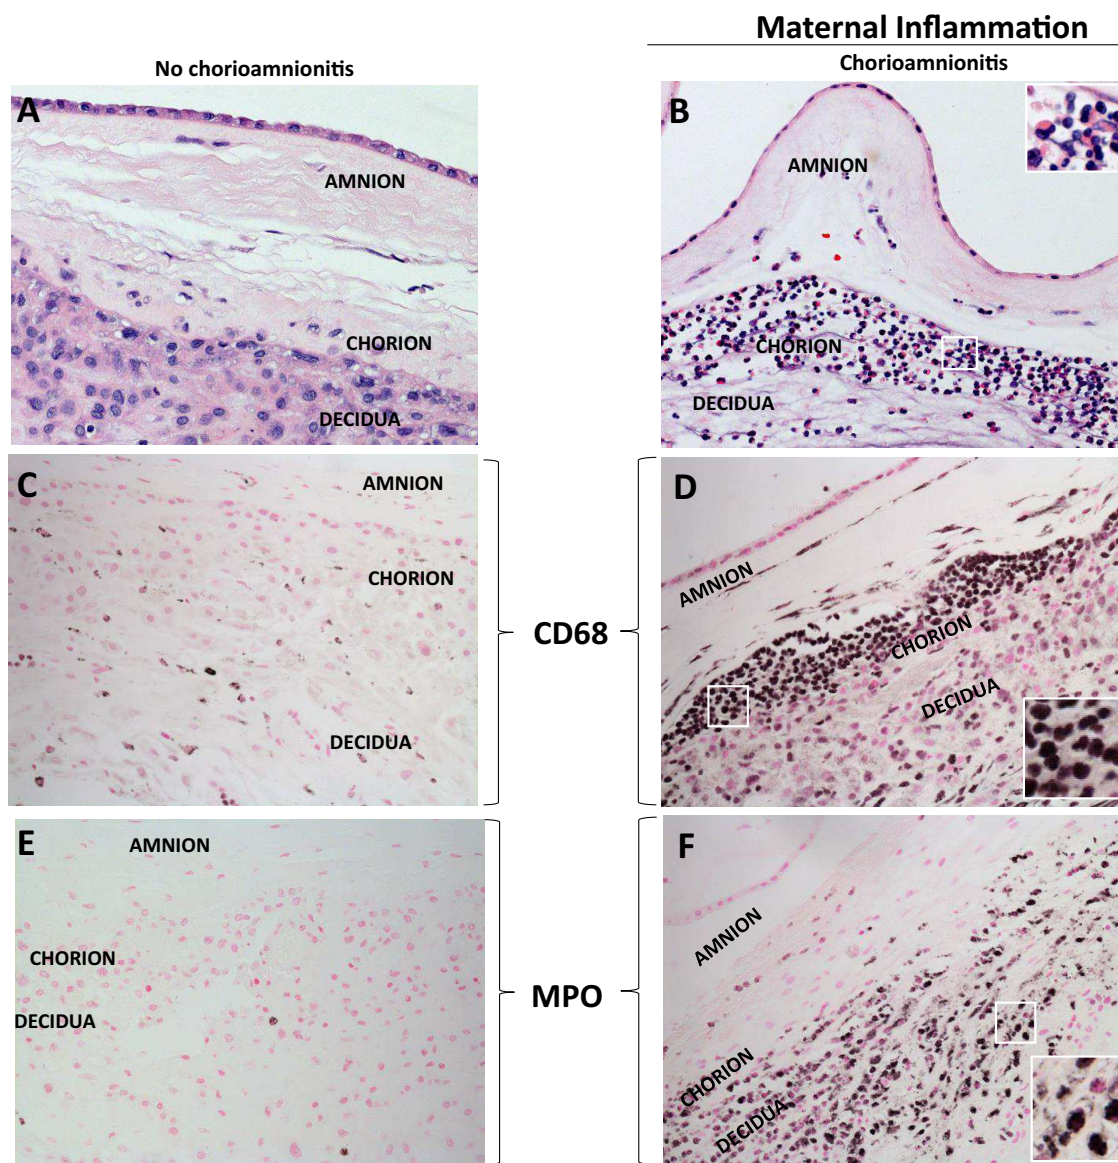 Maternal Inflammation
No chorioamnionitis
Chorioamnionitis
A
AMNION
CHORION
DECIDUA
B
AMNION
CHORION
DECIDUA
C
AMNION
CHORION
DECIDUA
CD68
D
AMNION
CHORION
DECIDUA
E
AMNION
CHORION
DECIDUA
MPO
F
AMNION
CHORION
DECIDUA